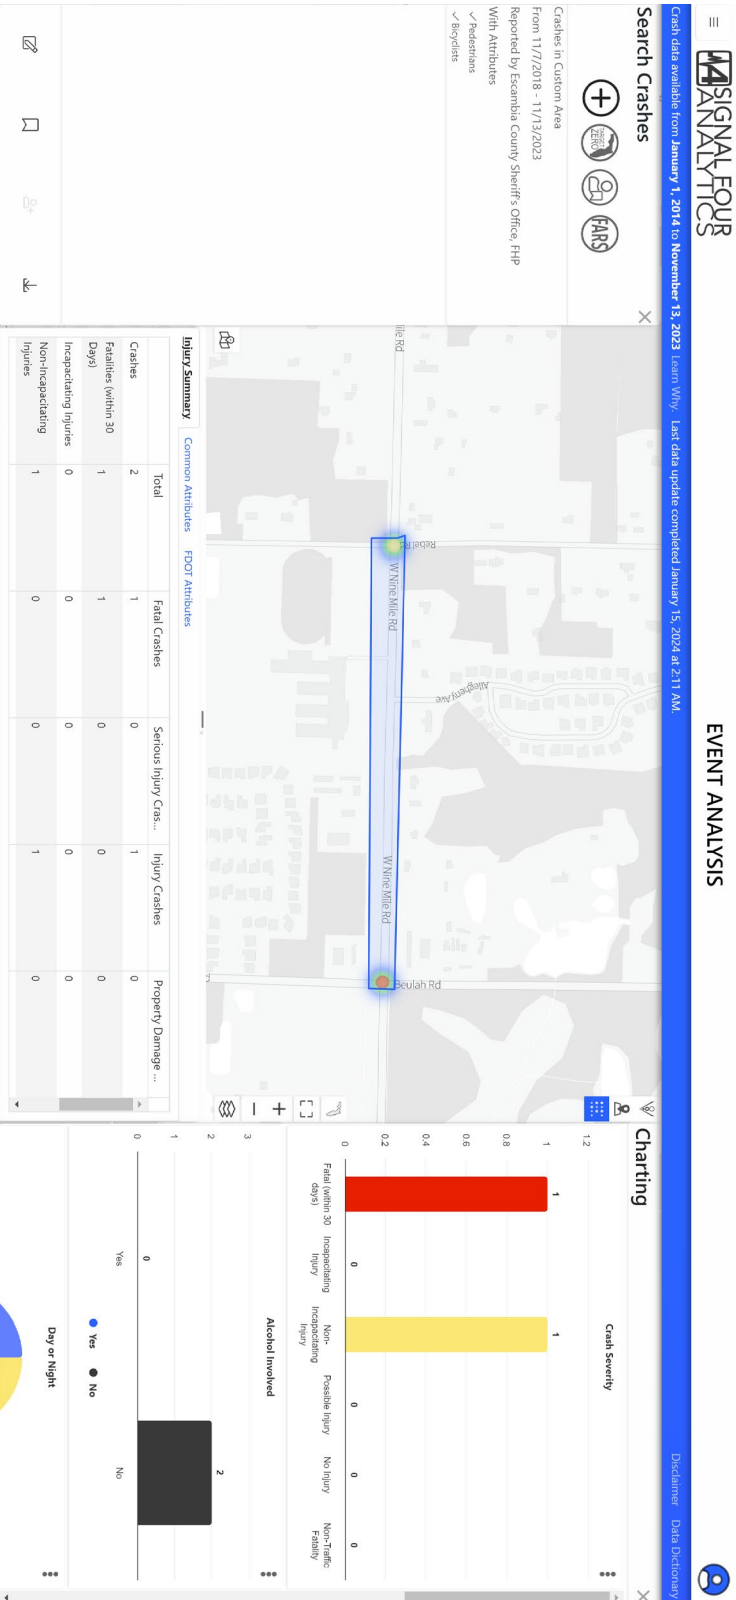 SIGNAL FOUR
ANALYTICS
EVENT ANALYSIS
Crash data available from January 1, 2014 to November 13, 2023 Learn Why. Last data update completed January 15, 2024 at 2:11 AM.
Disclaimer
Data Dictionary
Search Crashes
TARGET
ZERO
FARS
Crashes in Custom Area
From 11/7/2018 - 11/13/2023
Reported by Escambia County Sheriff's Office, FHP
With Attributes
✓ Pedestrians
✓ Bicyclists
ile Rd
Rebel Rd
W Nine Mile Rd
Allegheny Ave
W Nine Mile Rd
Beulah Rd
Injury Summary
Common Attributes
FDOT Attributes
Total Fatal Crashes Serious Injury Cras... Injury Crashes Property Damage ...
Crashes 2 1 0 1 0
Fatalities (within 30
Days) 1 1 0 0 0
Incapacitating Injuries 0 0 0 0 0
Non-Incapacitating
Injuries 1 0 0 1 0
Charting
Crash Severity
1.2
1
0.8
0.6
0.4
0.2
0
1 0 1 0 0 0
Fatal (within 30
days)
Incapacitating
Injury
Non-
Incapacitating
Injury
Possible Injury
No Injury
Non-Traffic
Fatality
Alcohol Involved
3
2
1
0
0 2
Yes No
Yes No
Day or Night